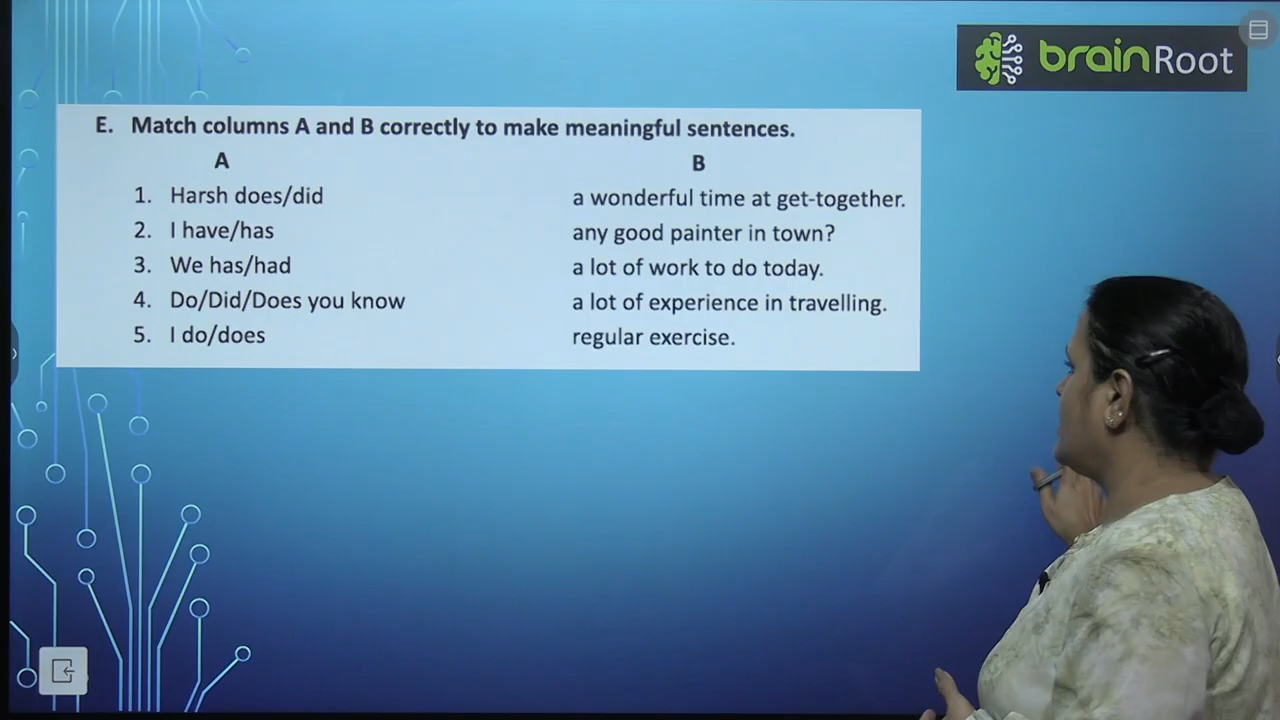 brainRoot
E. Match columns A and B correctly to make meaningful sentences.
A B
1. Harsh does/did a wonderful time at get-together.
2. I have/has any good painter in town?
3. We has/had a lot of work to do today.
4. Do/Did/Does you know a lot of experience in travelling.
5. I do/does regular exercise.